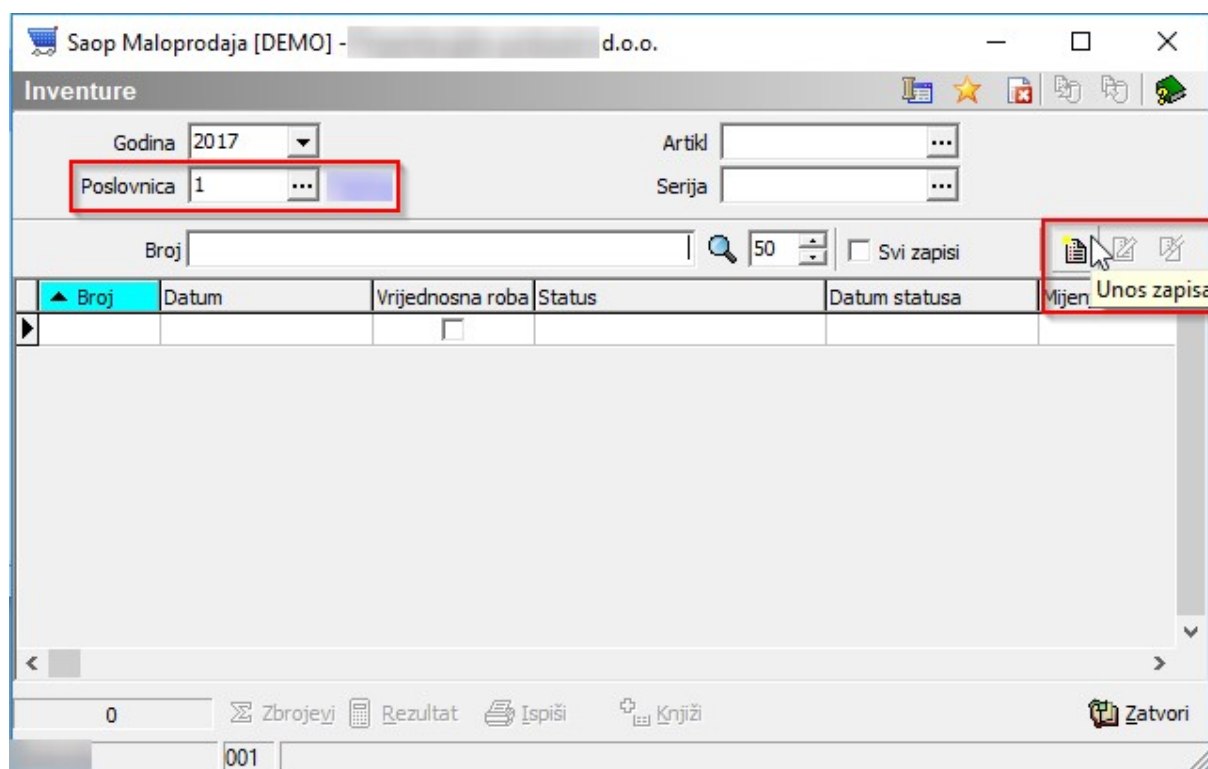 Saop Maloprodaja [DEMO] - d.o.o.
Inventure
Godina 2017 Artikl
Poslovnica 1 Serija
Broj 50 Svi zapisi
Unos zapisa
Broj Datum Vrijednosna roba Status Datum statusa
0 Zbrojevi Rezultat Ispiši Knjiži Zatvori
001